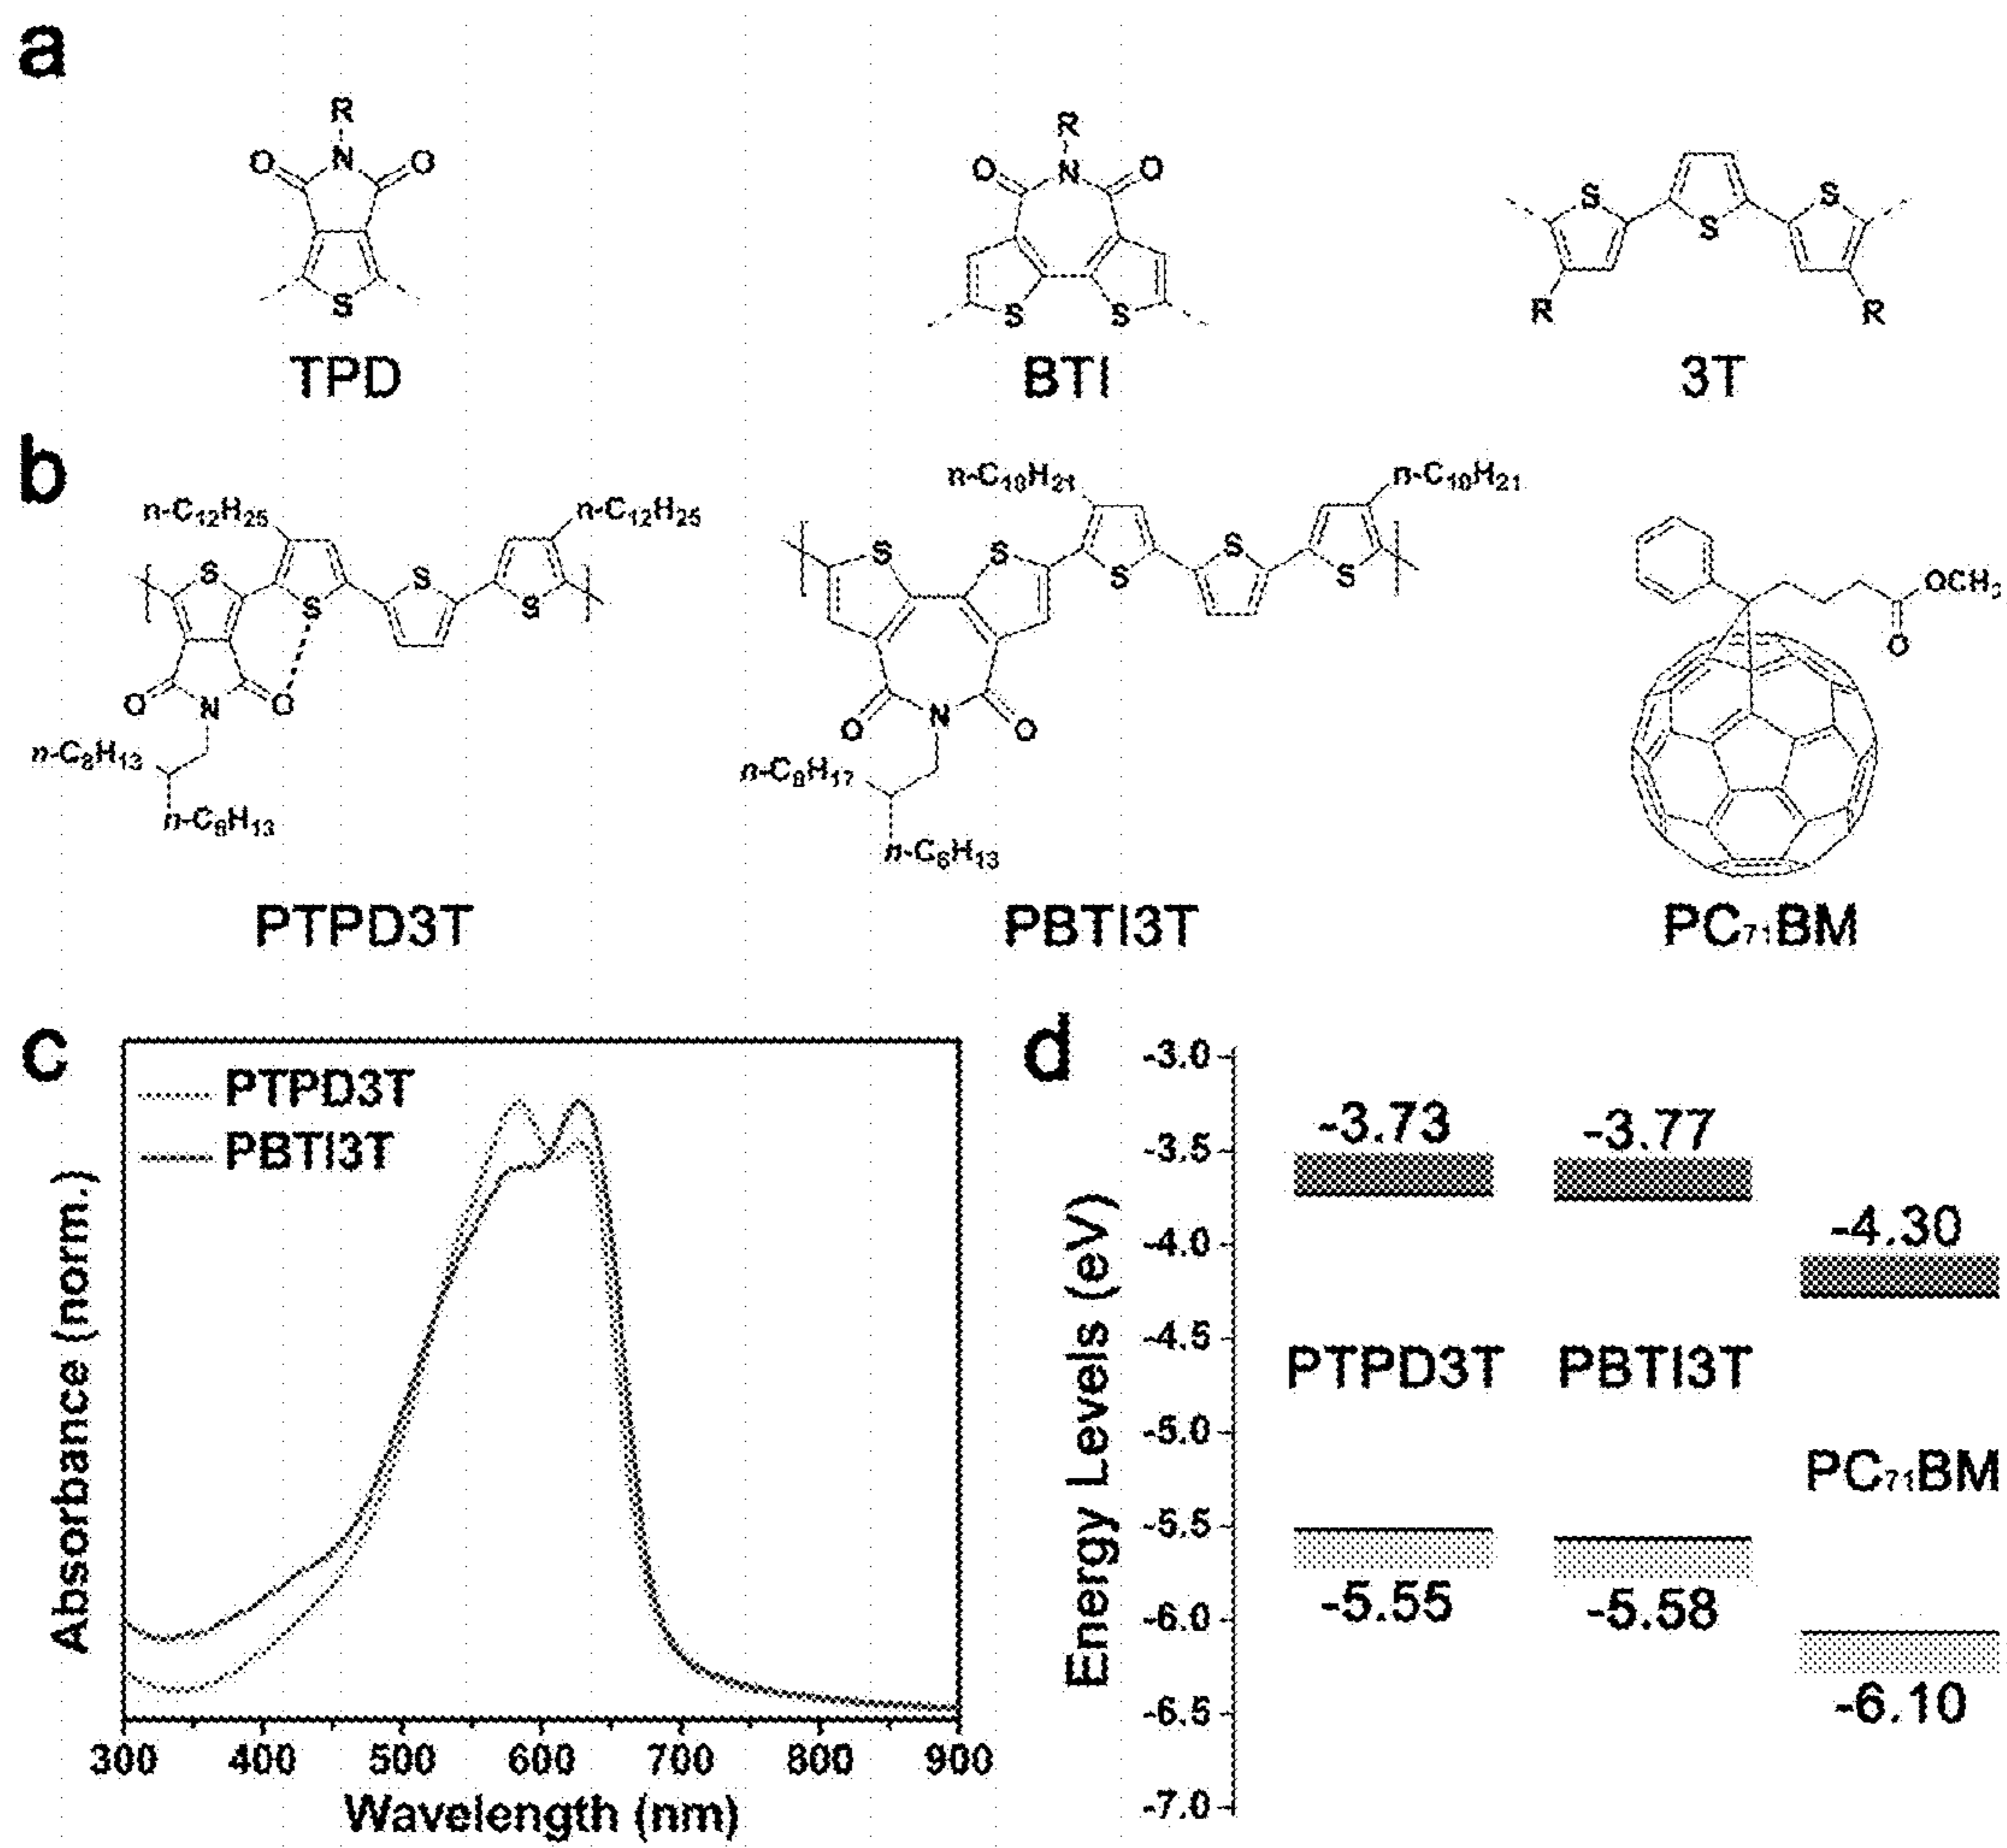 a
R
O N O
S
TPD
R
O N O
S S
BTI
S S S
R R
3T
b
n-C12H25 n-C12H25
S S S S
O N O
n-C6H13
PTPD3T
n-C10H21 n-C10H21
S S S S S
O N O
n-C8H17
n-C6H13
PBTI3T
OCH3
O
PC71BM
c
PTPD3T
PBTI3T
Absorbance (norm.)
300 400 500 600 700 800 900
Wavelength (nm)
d
Energy Levels (eV)
-3.0
-3.5
-4.0
-4.5
-5.0
-5.5
-6.0
-6.5
-7.0
-3.73 -3.77 -4.30
PTPD3T PBTI3T PC71BM
-5.55 -5.58 -6.10